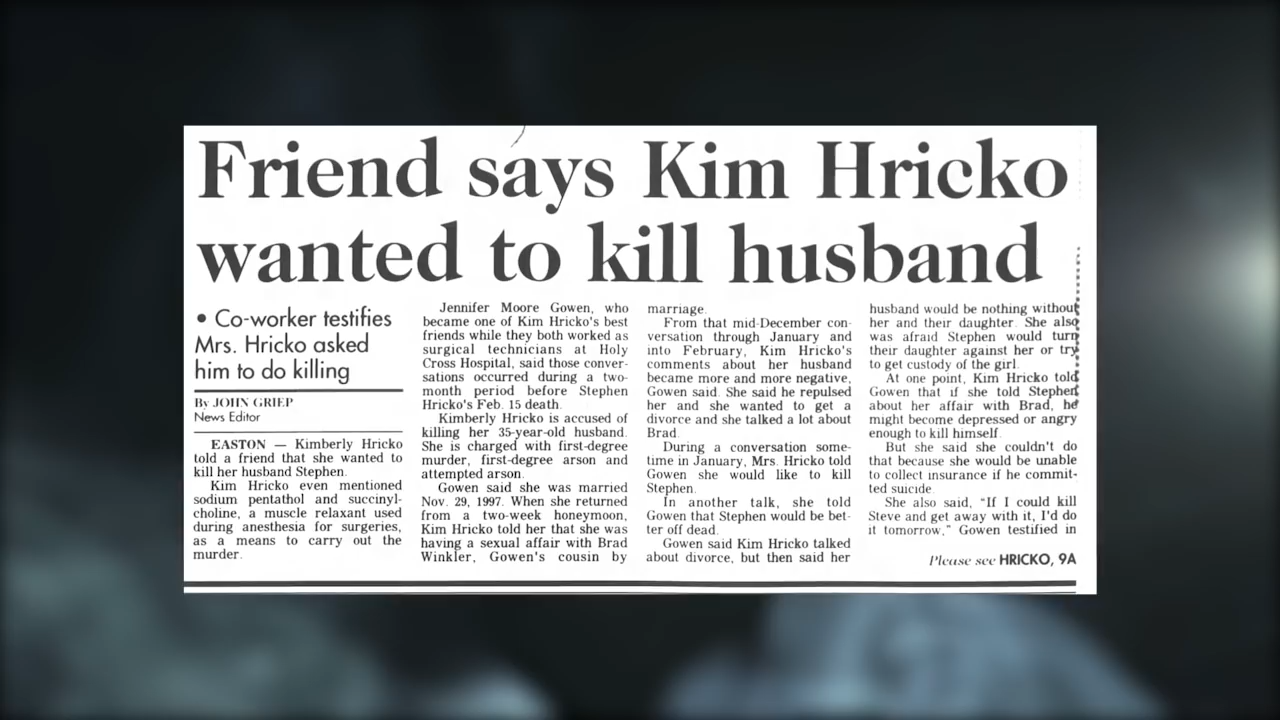 Friend says Kim Hricko
wanted to kill husband
• Co-worker testifies
Mrs. Hricko asked
him to do killing
By JOHN GRIEP
News Editor
EASTON — Kimberly Hricko
told a friend that she wanted to
kill her husband Stephen.
Kim Hricko even mentioned
sodium pentathol and succinyl-
choline, a muscle relaxant used
during anesthesia for surgeries,
as a means to carry out the
murder.
Jennifer Moore Gowen, who
became one of Kim Hricko's best
friends while they both worked as
surgical technicians at Holy
Cross Hospital, said those conver-
sations occurred during a two-
month period before Stephen
Hricko's Feb. 15 death.
Kimberly Hricko is accused of
killing her 35-year-old husband.
She is charged with first-degree
murder, first-degree arson and
attempted arson.
Gowen said she was married
Nov. 29, 1997. When she returned
from a two-week honeymoon,
Kim Hricko told her that she was
having a sexual affair with Brad
Winkler, Gowen's cousin by
marriage.
From that mid-December con-
versation through January and
into February, Kim Hricko's
comments about her husband
became more and more negative,
Gowen said. She said he repulsed
her and she wanted to get a
divorce and she talked a lot about
Brad.
During a conversation some-
time in January, Mrs. Hricko told
Gowen she would like to kill
Stephen.
In another talk, she told
Gowen that Stephen would be bet-
ter off dead.
Gowen said Kim Hricko talked
about divorce, but then said her
husband would be nothing without
her and their daughter. She also
was afraid Stephen would turn
their daughter against her or try
to get custody of the girl.
At one point, Kim Hricko told
Gowen that if she told Stephen
about her affair with Brad, he
might become depressed or angry
enough to kill himself.
But she said she couldn't do
that because she would be unable
to collect insurance if he commit-
ted suicide.
She also said, "If I could kill
Steve and get away with it, I'd do
it tomorrow," Gowen testified in
Please see HRICKO, 9A